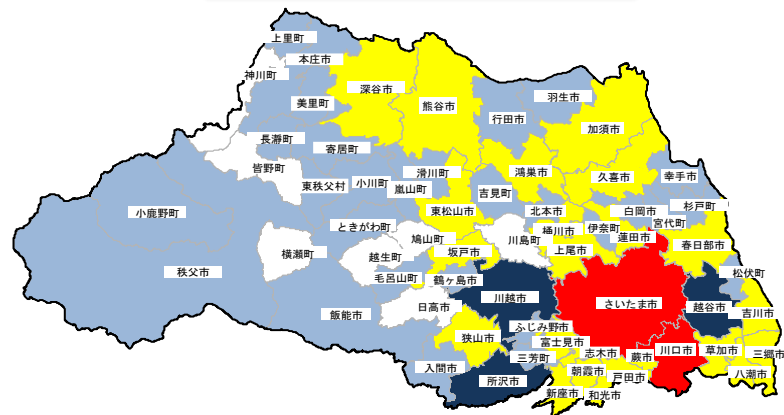 上里町
本庄市
神川町
深谷市
美里町
熊谷市
羽生市
行田市
加須市
長瀞町
寄居町
皆野町
滑川町
鴻巣市
久喜市
幸手市
東秩父村
小川町
嵐山町
吉見町
小鹿野町
東松山市
北本市
白岡市
杉戸町
ときがわ町
桶川市
伊奈町
宮代町
蓮田市
横瀬町
鳩山町
川島町
上尾市
春日部市
越生町
坂戸市
秩父市
毛呂山町
鶴ヶ島市
松伏町
川越市
さいたま市
越谷市
日高市
飯能市
吉川市
ふじみ野市
狭山市
富士見市
三芳町
志木市
蕨市
川口市
草加市
三郷市
入間市
所沢市
朝霞市
戸田市
八潮市
新座市
和光市